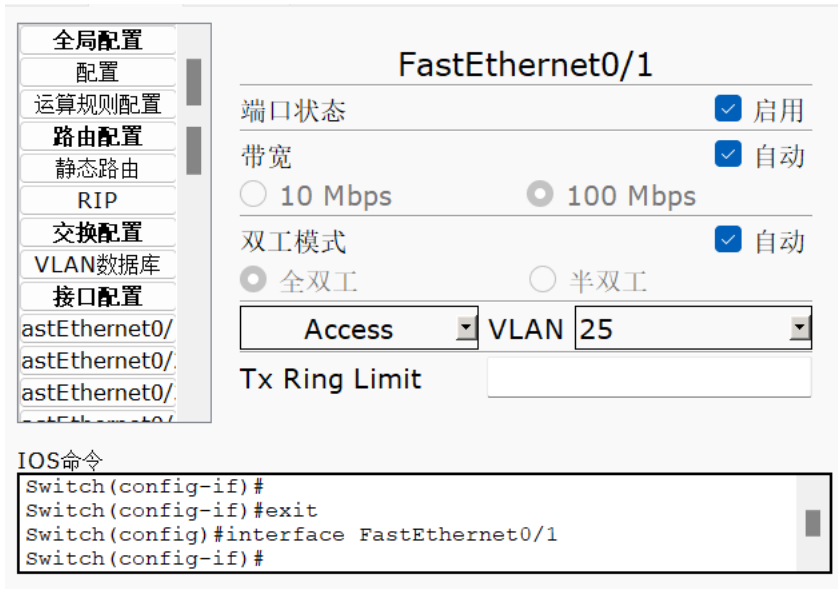 全局配置
配置
运算规则配置
路由配置
静态路由
RIP
交换配置
VLAN数据库
接口配置
astEthernet0/
astEthernet0/
astEthernet0/
FastEthernet0/1
端口状态 启用
带宽 自动
10 Mbps 100 Mbps
双工模式 自动
全双工 半双工
Access VLAN 25
Tx Ring Limit
IOS命令
Switch(config-if)#
Switch(config-if)#exit
Switch(config)#interface FastEthernet0/1
Switch(config-if)#